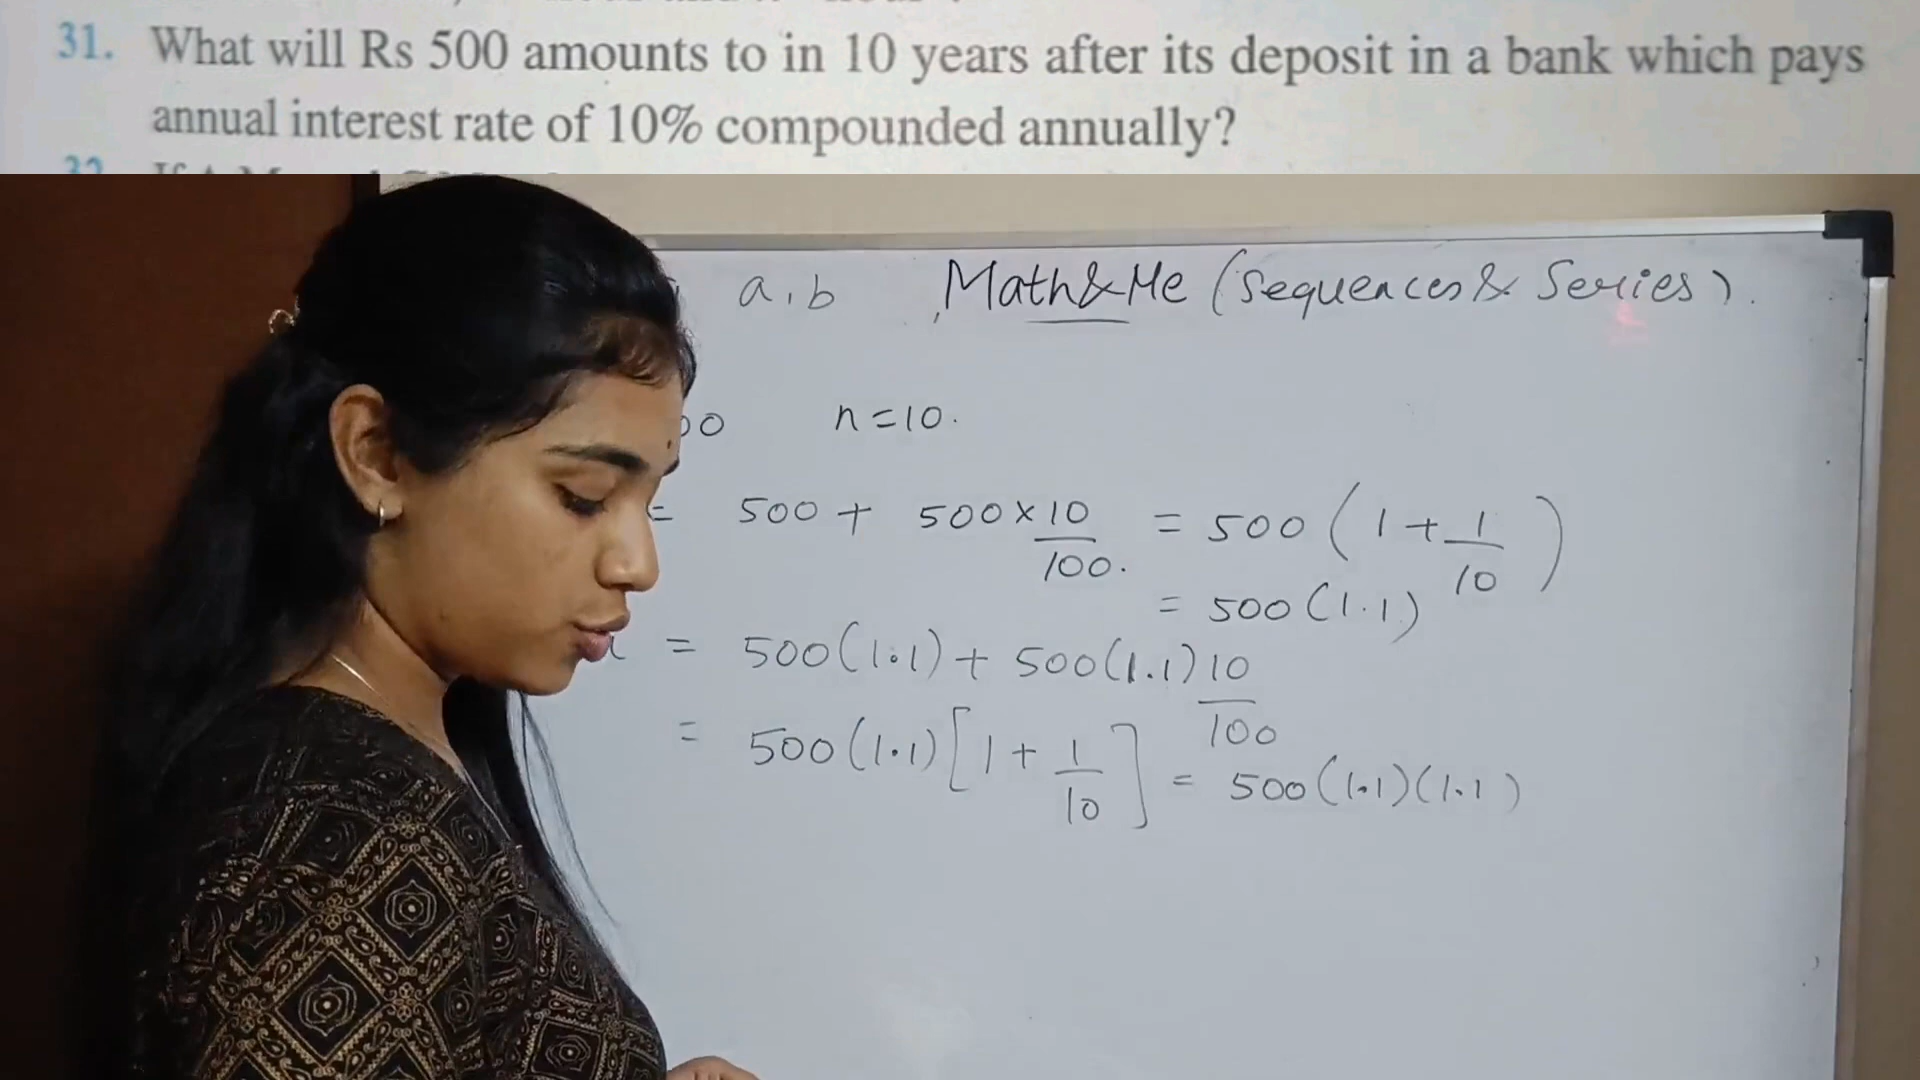 31. What will Rs 500 amounts to in 10 years after its deposit in a bank which pays
annual interest rate of 10% compounded annually?
a, b Math&Me (Sequences & Series).
n = 10.
= 500 + 500 × 10/100. = 500 (1 + 1/10)
= 500 (1.1)
= 500 (1.1) + 500 (1.1) 10/100
= 500 (1.1) [1 + 1/10] = 500 (1.1) (1.1)